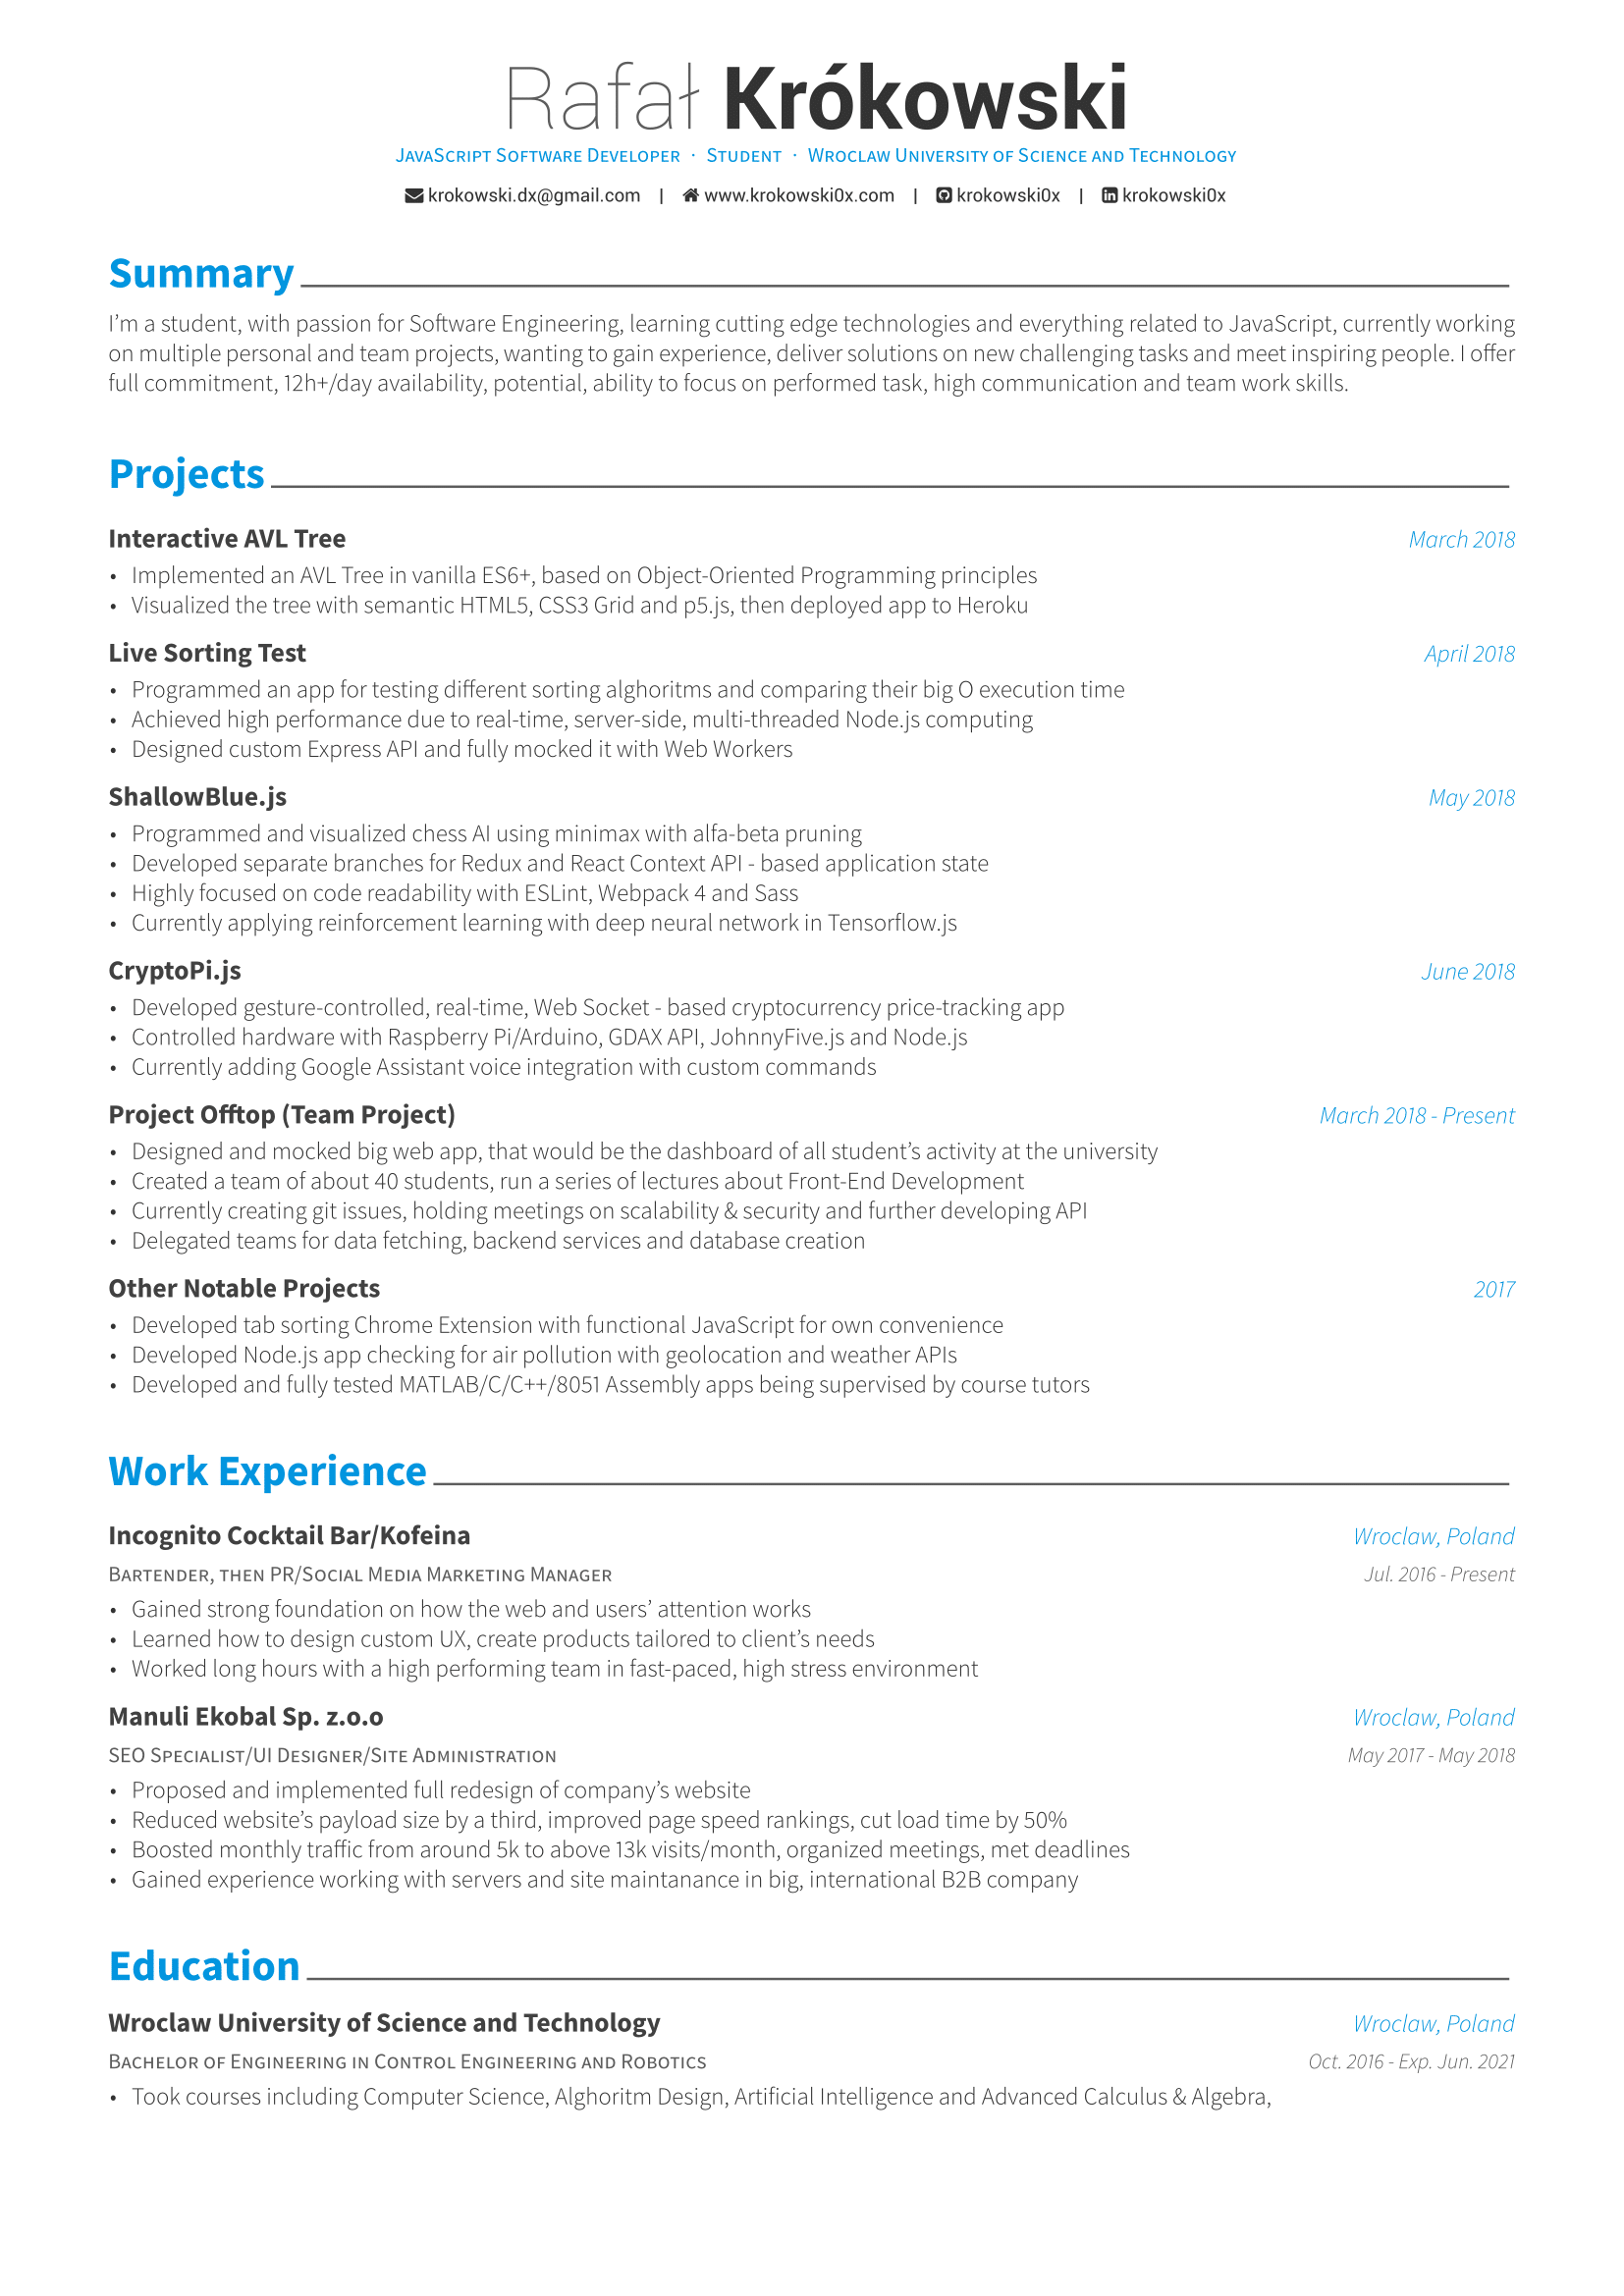 Rafał Krókowski
JavaScript Software Developer · Student · Wroclaw University of Science and Technology
krokowski.dx@gmail.com | www.krokowski0x.com | krokowski0x | krokowski0x
Summary
I'm a student, with passion for Software Engineering, learning cutting edge technologies and everything related to JavaScript, currently working
on multiple personal and team projects, wanting to gain experience, deliver solutions on new challenging tasks and meet inspiring people. I offer
full commitment, 12h+/day availability, potential, ability to focus on performed task, high communication and team work skills.
Projects
Interactive AVL Tree March 2018
• Implemented an AVL Tree in vanilla ES6+, based on Object-Oriented Programming principles
• Visualized the tree with semantic HTML5, CSS3 Grid and p5.js, then deployed app to Heroku
Live Sorting Test April 2018
• Programmed an app for testing different sorting alghoritms and comparing their big O execution time
• Achieved high performance due to real-time, server-side, multi-threaded Node.js computing
• Designed custom Express API and fully mocked it with Web Workers
ShallowBlue.js May 2018
• Programmed and visualized chess AI using minimax with alfa-beta pruning
• Developed separate branches for Redux and React Context API - based application state
• Highly focused on code readability with ESLint, Webpack 4 and Sass
• Currently applying reinforcement learning with deep neural network in Tensorflow.js
CryptoPi.js June 2018
• Developed gesture-controlled, real-time, Web Socket - based cryptocurrency price-tracking app
• Controlled hardware with Raspberry Pi/Arduino, GDAX API, JohnnyFive.js and Node.js
• Currently adding Google Assistant voice integration with custom commands
Project Offtop (Team Project) March 2018 - Present
• Designed and mocked big web app, that would be the dashboard of all student's activity at the university
• Created a team of about 40 students, run a series of lectures about Front-End Development
• Currently creating git issues, holding meetings on scalability & security and further developing API
• Delegated teams for data fetching, backend services and database creation
Other Notable Projects 2017
• Developed tab sorting Chrome Extension with functional JavaScript for own convenience
• Developed Node.js app checking for air pollution with geolocation and weather APIs
• Developed and fully tested MATLAB/C/C++/8051 Assembly apps being supervised by course tutors
Work Experience
Incognito Cocktail Bar/Kofeina Wroclaw, Poland
Bartender, then PR/Social Media Marketing Manager Jul. 2016 - Present
• Gained strong foundation on how the web and users' attention works
• Learned how to design custom UX, create products tailored to client's needs
• Worked long hours with a high performing team in fast-paced, high stress environment
Manuli Ekobal Sp. z.o.o Wroclaw, Poland
SEO Specialist/UI Designer/Site Administration May 2017 - May 2018
• Proposed and implemented full redesign of company's website
• Reduced website's payload size by a third, improved page speed rankings, cut load time by 50%
• Boosted monthly traffic from around 5k to above 13k visits/month, organized meetings, met deadlines
• Gained experience working with servers and site maintanance in big, international B2B company
Education
Wroclaw University of Science and Technology Wroclaw, Poland
Bachelor of Engineering in Control Engineering and Robotics Oct. 2016 - Exp. Jun. 2021
• Took courses including Computer Science, Alghoritm Design, Artificial Intelligence and Advanced Calculus & Algebra,